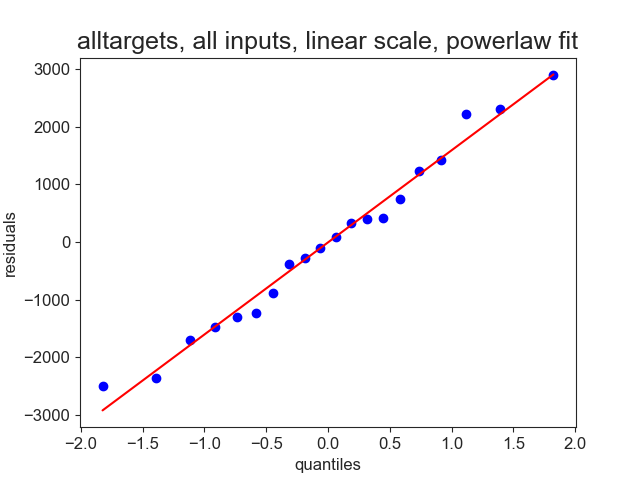 alltargets, all inputs, linear scale, powerlaw fit
3000
2000
1000
0
−1000
−2000
−3000
residuals
−2.0 −1.5 −1.0 −0.5 0.0 0.5 1.0 1.5 2.0
quantiles